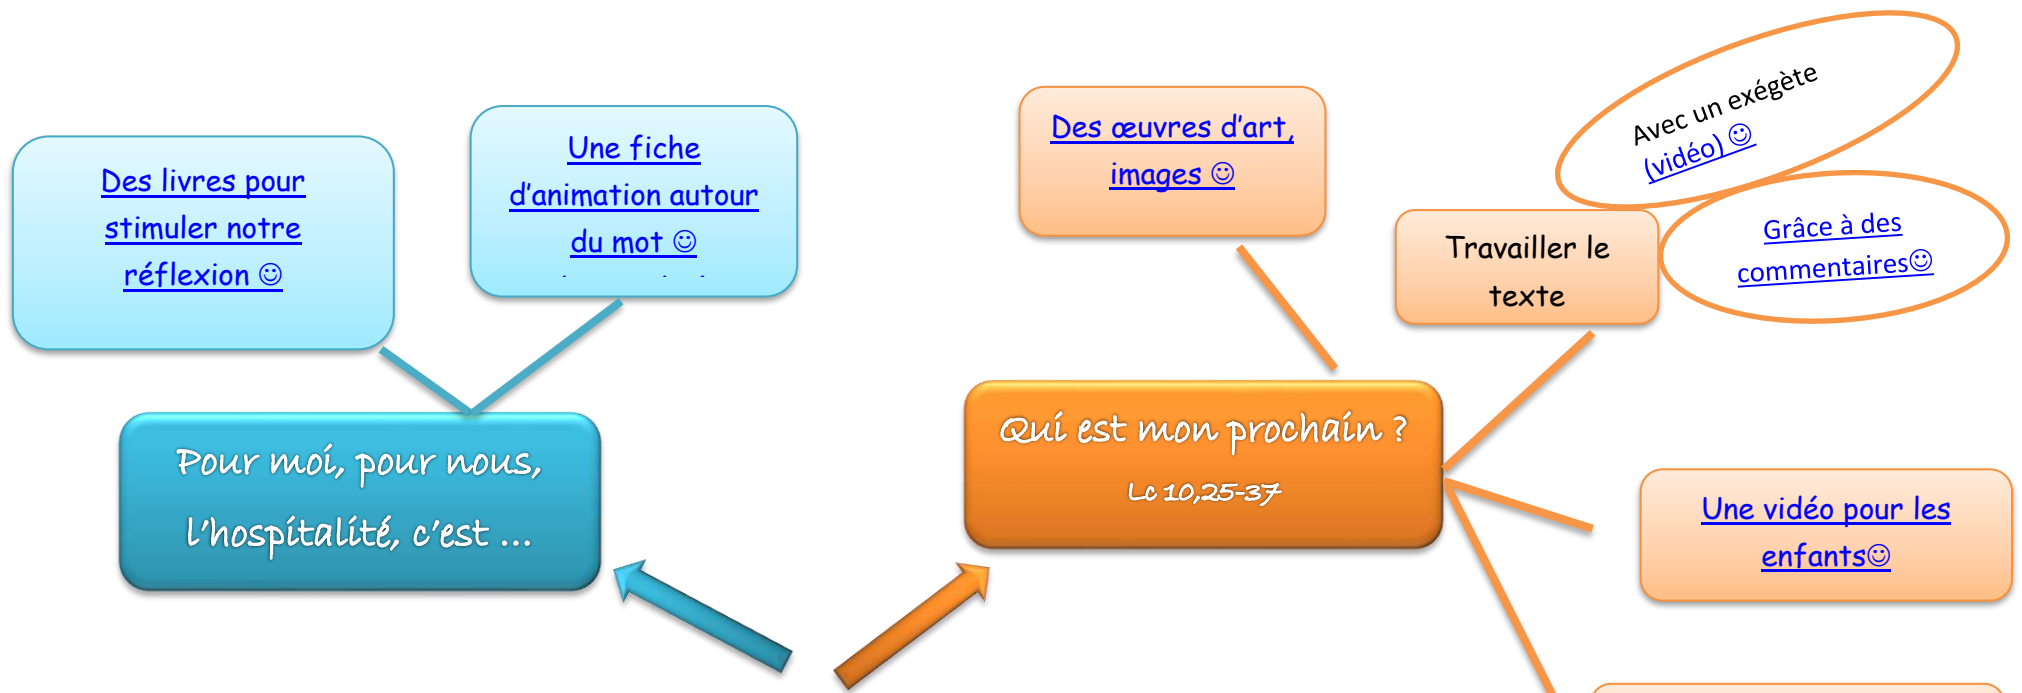 Des livres pour
stimuler notre
réflexion ☺
Une fiche
d'animation autour
du mot ☺
Pour moi, pour nous,
l'hospitalité, c'est ...
Des œuvres d'art,
images ☺
Avec un exégète
(vidéo) ☺
Grâce à des
commentaires☺
Travailler le
texte
Qui est mon prochain ?
Lc 10,25-37
Une vidéo pour les
enfants☺